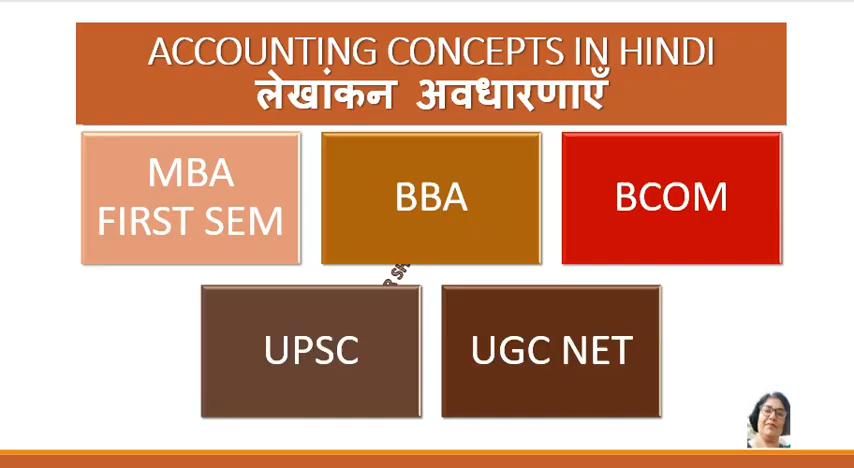 ACCOUNTING CONCEPTS IN HINDI
लेखांकन अवधारणाएँ
MBA
FIRST SEM
BBA
BCOM
UPSC
UGC NET